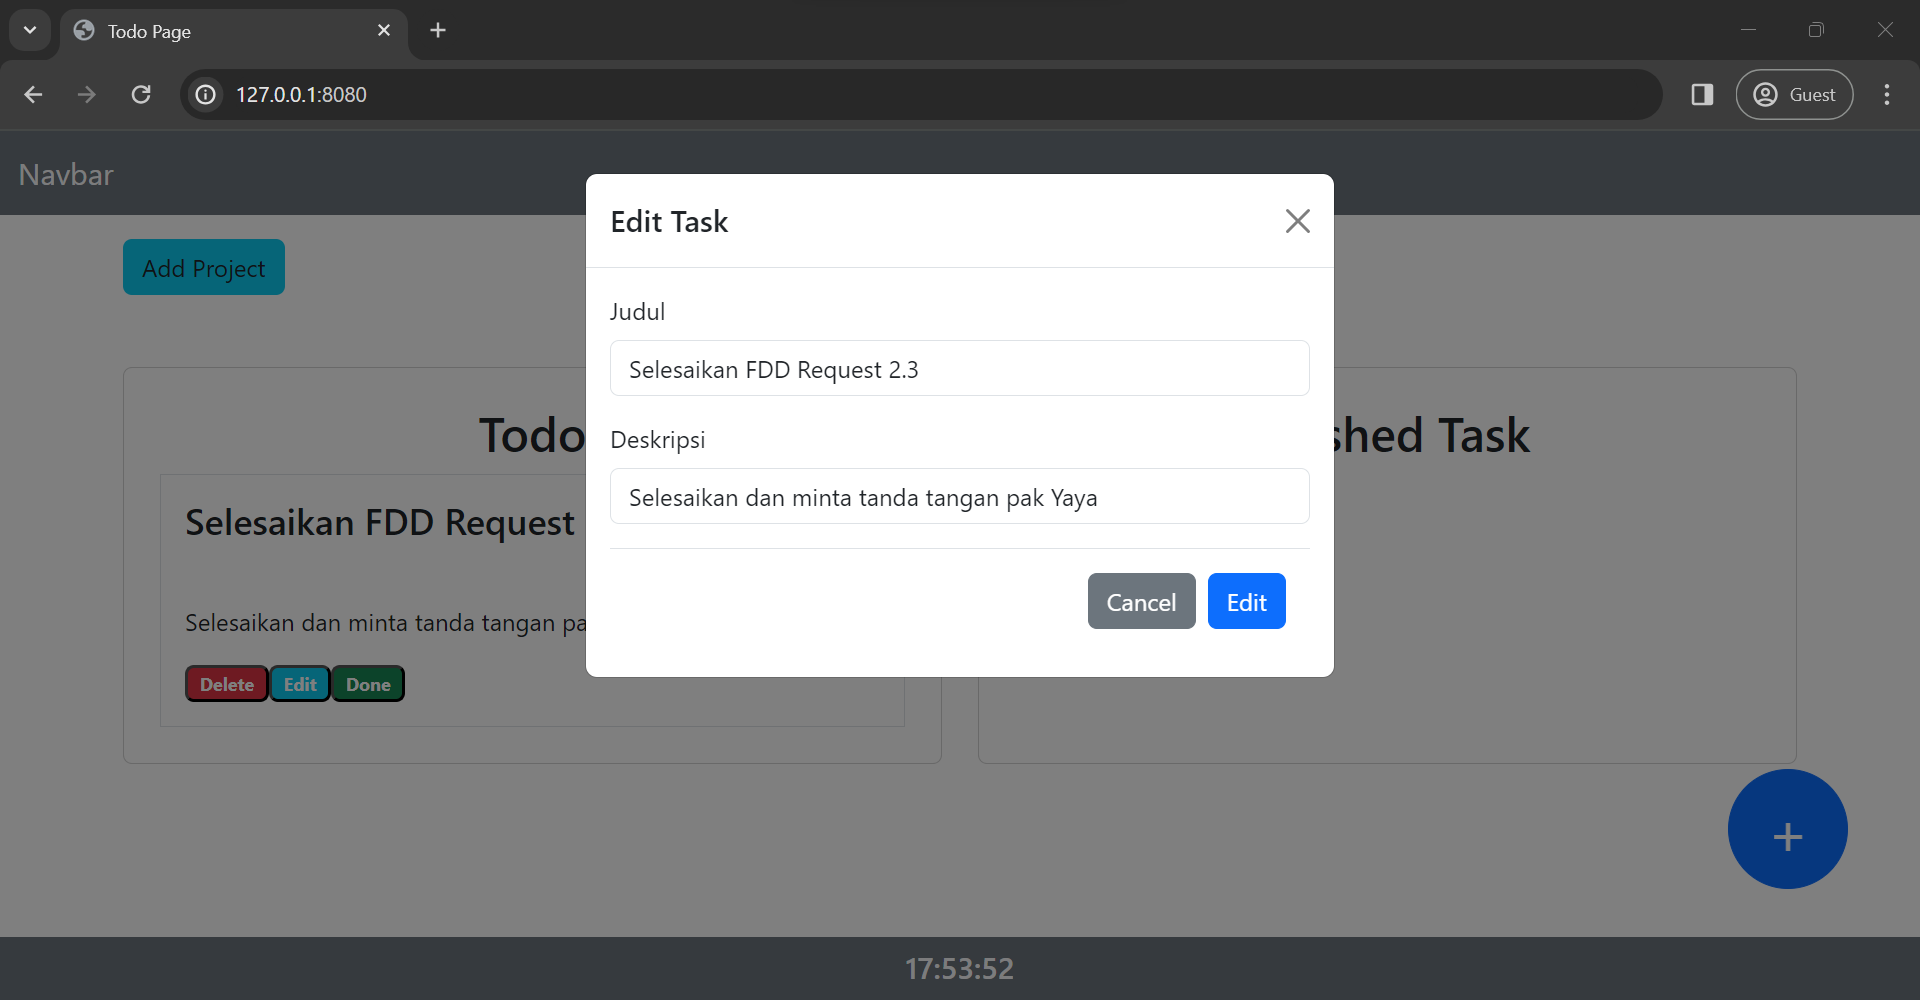 Todo Page
127.0.0.1:8080
Guest
Navbar
Add Project
Edit Task
Judul
Selesaikan FDD Request 2.3
Deskripsi
Selesaikan dan minta tanda tangan pak Yaya
Cancel Edit
Todo
shed Task
Selesaikan FDD Request
Selesaikan dan minta tanda tangan pa
Delete Edit Done
+
17:53:52